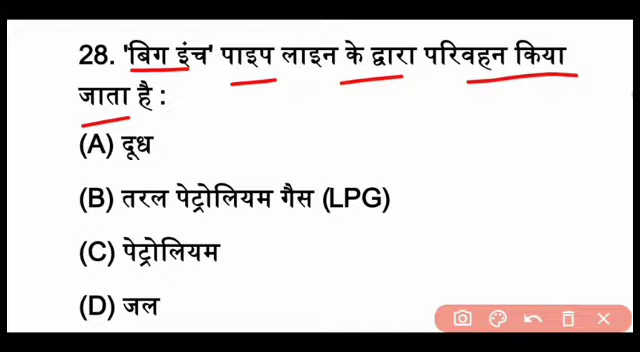 28. 'बिग इंच' पाइप लाइन के द्वारा परिवहन किया
जाता है :
(A) दूध
(B) तरल पेट्रोलियम गैस (LPG)
(C) पेट्रोलियम
(D) जल